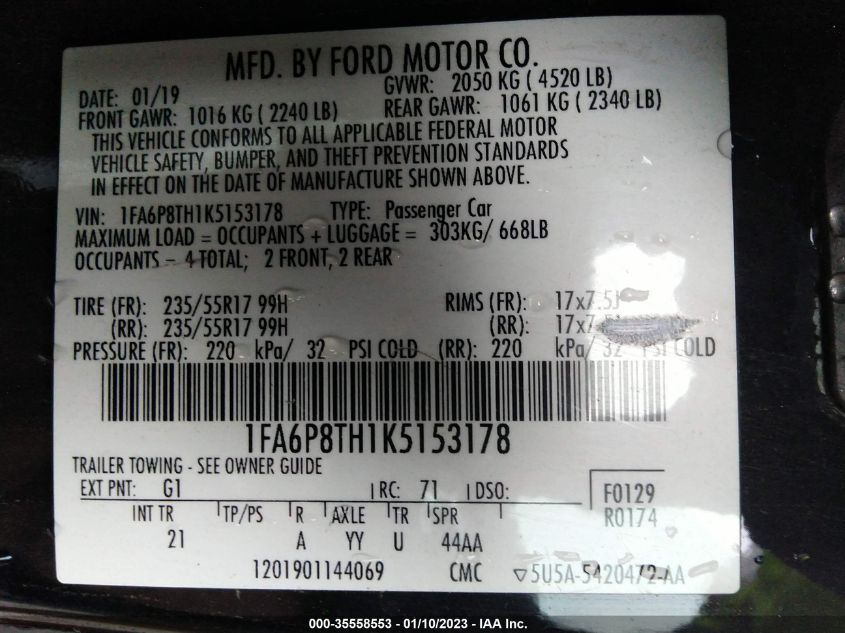 MFD. BY FORD MOTOR CO.
DATE: 01/19 GVWR: 2050 KG ( 4520 LB)
FRONT GAWR: 1016 KG ( 2240 LB) REAR GAWR: 1061 KG ( 2340 LB)
THIS VEHICLE CONFORMS TO ALL APPLICABLE FEDERAL MOTOR
VEHICLE SAFETY, BUMPER, AND THEFT PREVENTION STANDARDS
IN EFFECT ON THE DATE OF MANUFACTURE SHOWN ABOVE.
VIN: 1FA6P8TH1K5153178 TYPE: Passenger Car
MAXIMUM LOAD = OCCUPANTS + LUGGAGE = 303KG/ 668LB
OCCUPANTS - 4 TOTAL; 2 FRONT, 2 REAR
TIRE (FR): 235/55R17 99H RIMS (FR): 17x7.5J
(RR): 235/55R17 99H (RR):
PRESSURE (FR): 220 kPa/ 32 PSI COLD (RR): 220 kPa/ 32 PSI COLD
1FA6P8TH1K5153178
TRAILER TOWING - SEE OWNER GUIDE
EXT PNT: G1 RC: 71 DSO: F0129
INT TR TP/PS R AXLE TR SPR R0174
21 A YY U 44AA
1201901144069 CMC ▽5U5A-5420472-AA
000-35558553 — 01/10/2023 — IAA Inc.